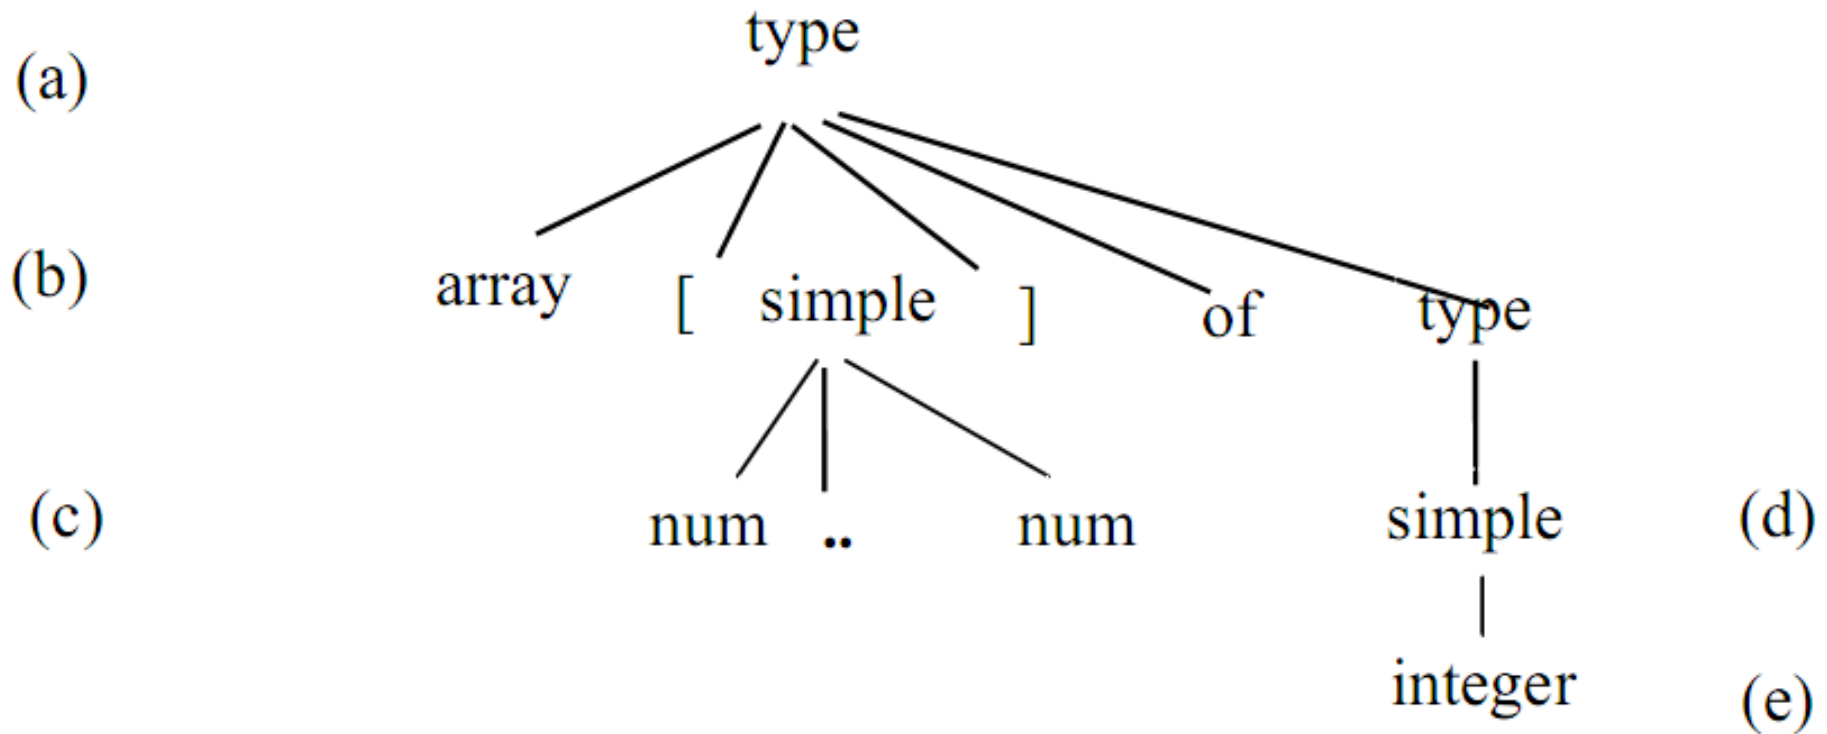 type
(a)
(b) array [ simple ] of type
(c) num .. num simple (d)
integer (e)